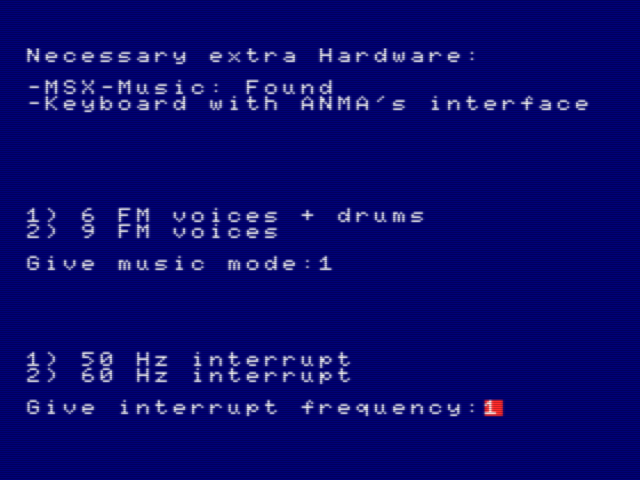 Necessary extra Hardware:
-MSX-Music: Found
-Keyboard with ANMA's interface
1) 6 FM voices + drums
2) 9 FM voices
Give music mode:1
1) 50 Hz interrupt
2) 60 Hz interrupt
Give interrupt frequency:1